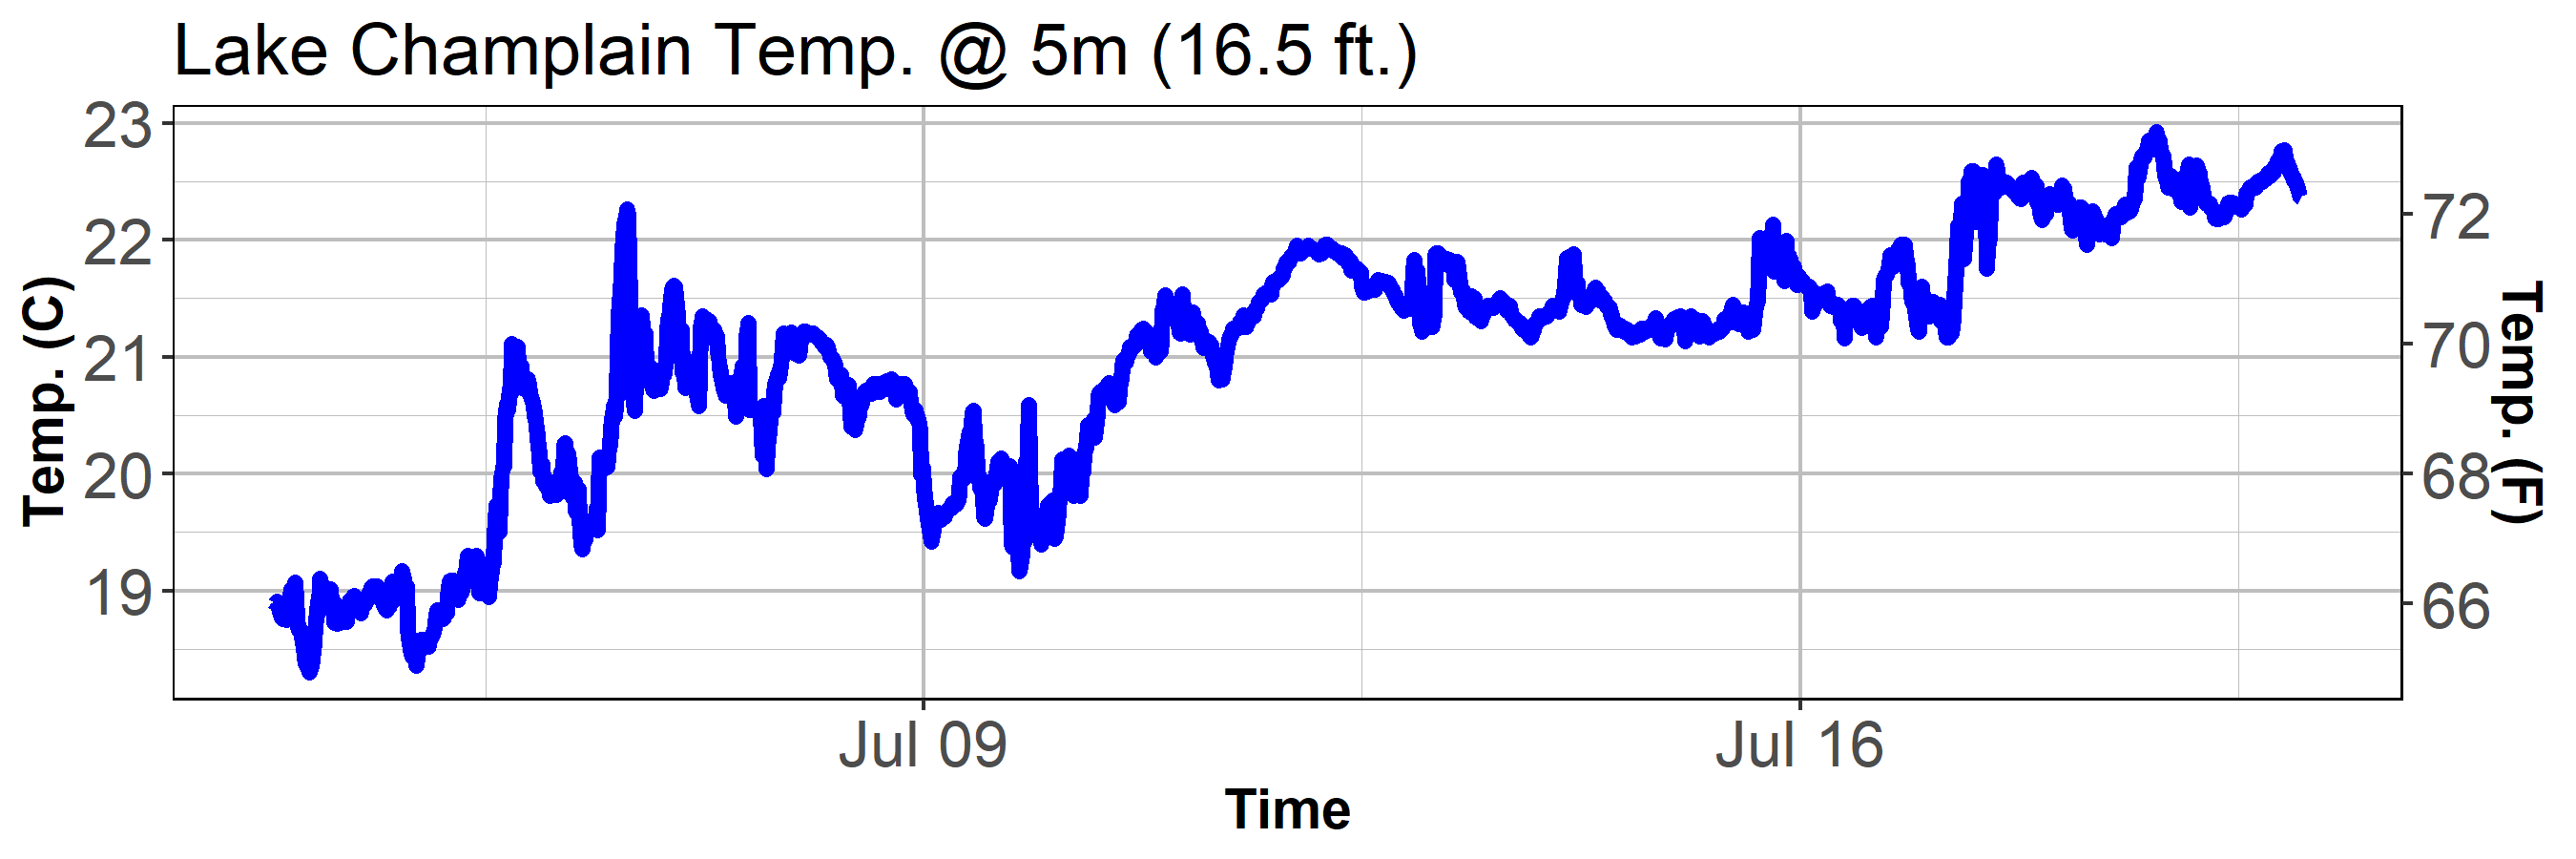 Lake Champlain Temp. @ 5m (16.5 ft.)
23
22
21
20
19
Temp. (C)
72
70
68
66
Temp. (F)
Jul 09
Jul 16
Time